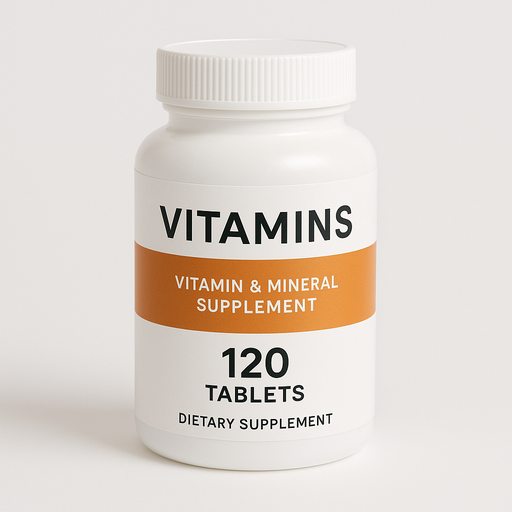 VITAMINS
VITAMIN & MINERAL
SUPPLEMENT
120
TABLETS
DIETARY SUPPLEMENT